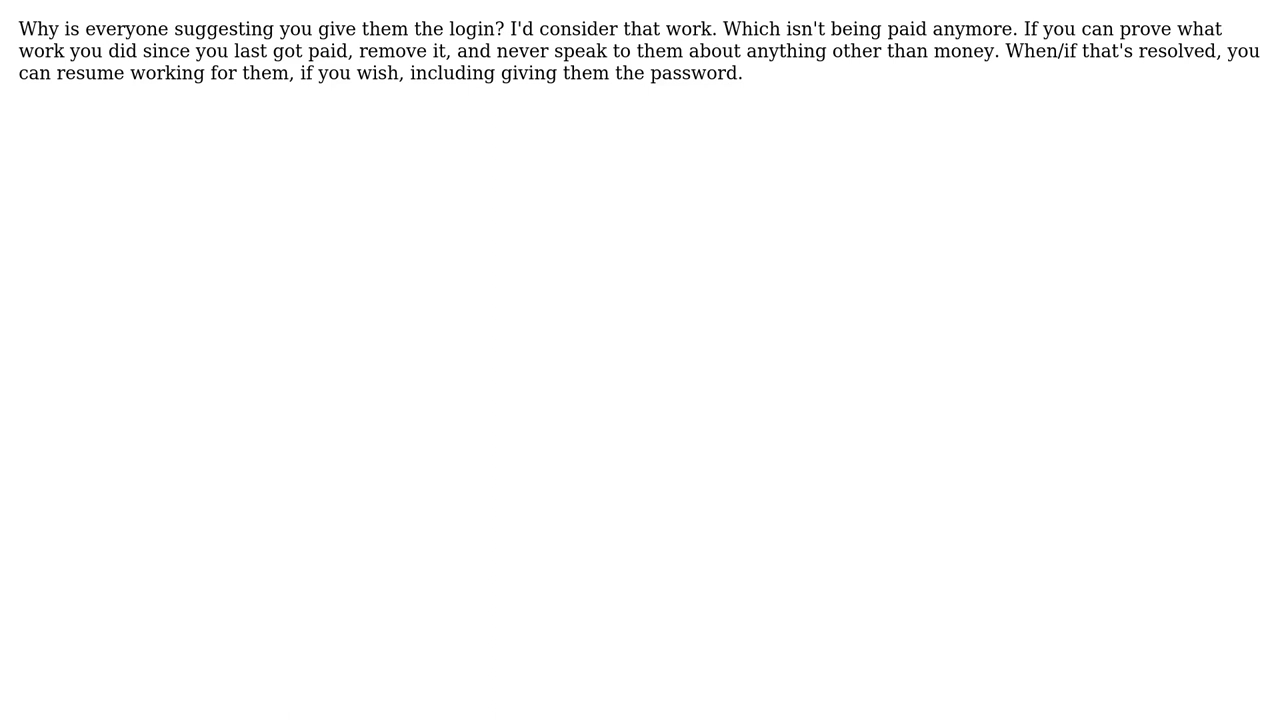 Why is everyone suggesting you give them the login? I'd consider that work. Which isn't being paid anymore. If you can prove what
work you did since you last got paid, remove it, and never speak to them about anything other than money. When/if that's resolved, you
can resume working for them, if you wish, including giving them the password.